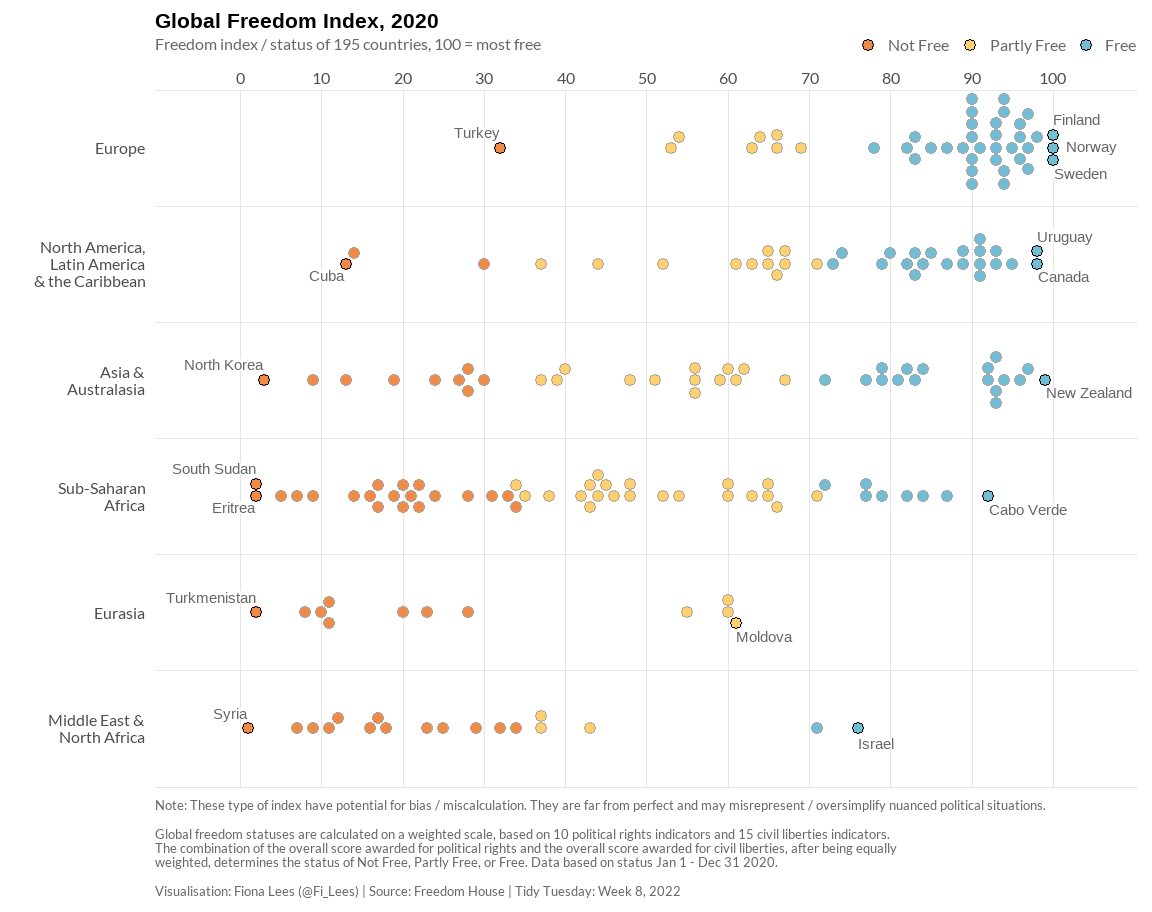 Global Freedom Index, 2020
Freedom index / status of 195 countries, 100 = most free
Not Free
Partly Free
Free
0 10 20 30 40 50 60 70 80 90 100
Europe
Turkey
Finland
Norway
Sweden
North America,
Latin America
& the Caribbean
Cuba
Uruguay
Canada
Asia &
Australasia
North Korea
New Zealand
Sub-Saharan
Africa
South Sudan
Eritrea
Cabo Verde
Eurasia
Turkmenistan
Moldova
Middle East &
North Africa
Syria
Israel
Note: These type of index have potential for bias / miscalculation. They are far from perfect and may misrepresent / oversimplify nuanced political situations.
Global freedom statuses are calculated on a weighted scale, based on 10 political rights indicators and 15 civil liberties indicators.
The combination of the overall score awarded for political rights and the overall score awarded for civil liberties, after being equally
weighted, determines the status of Not Free, Partly Free, or Free. Data based on status Jan 1 - Dec 31 2020.
Visualisation: Fiona Lees (@Fi_Lees) | Source: Freedom House | Tidy Tuesday: Week 8, 2022